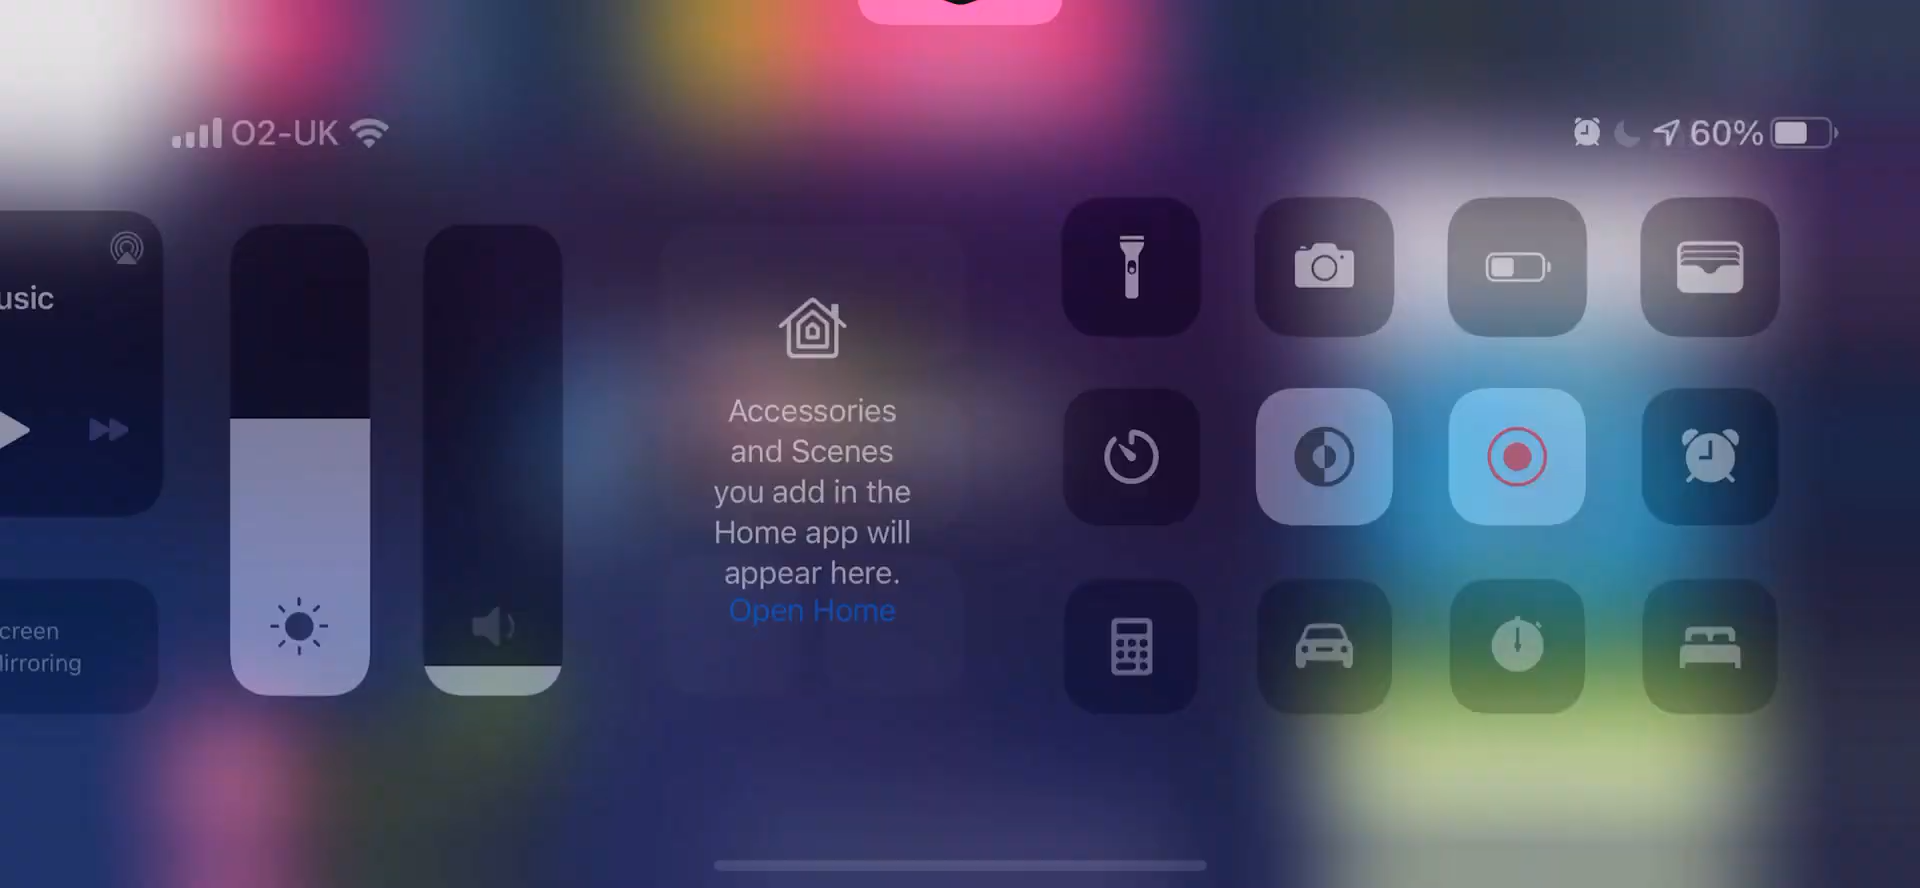 O2-UK
60%
usic
Accessories
and Scenes
you add in the
Home app will
appear here.
Open Home
creen
lirroring